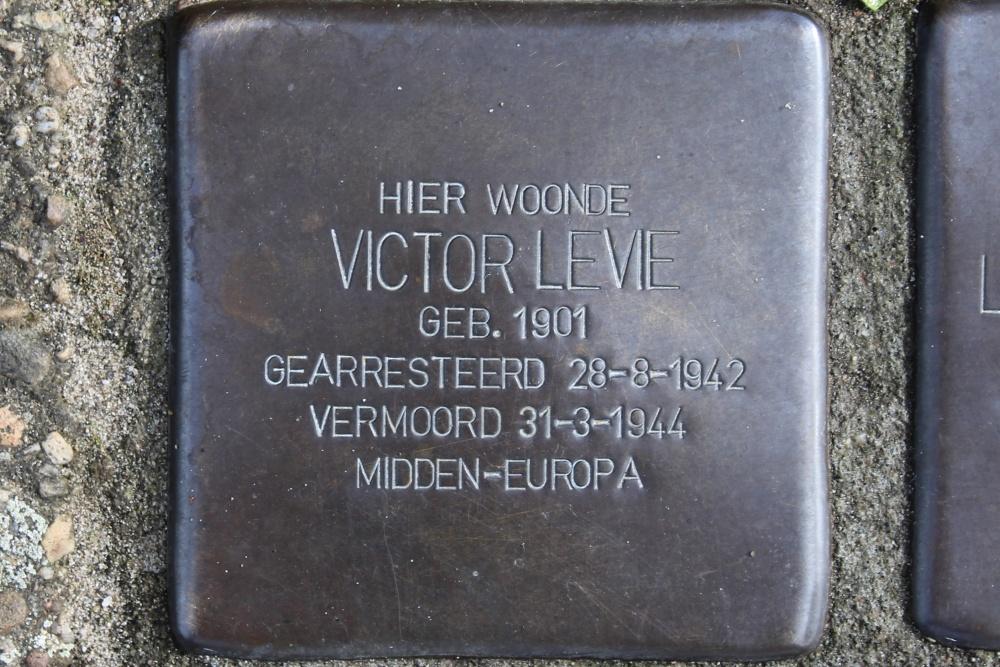 HIER WOONDE
VICTOR LEVIE
GEB. 1901
GEARRESTEERD 28-8-1942
VERMOORD 31-3-1944
MIDDEN-EUROPA
L